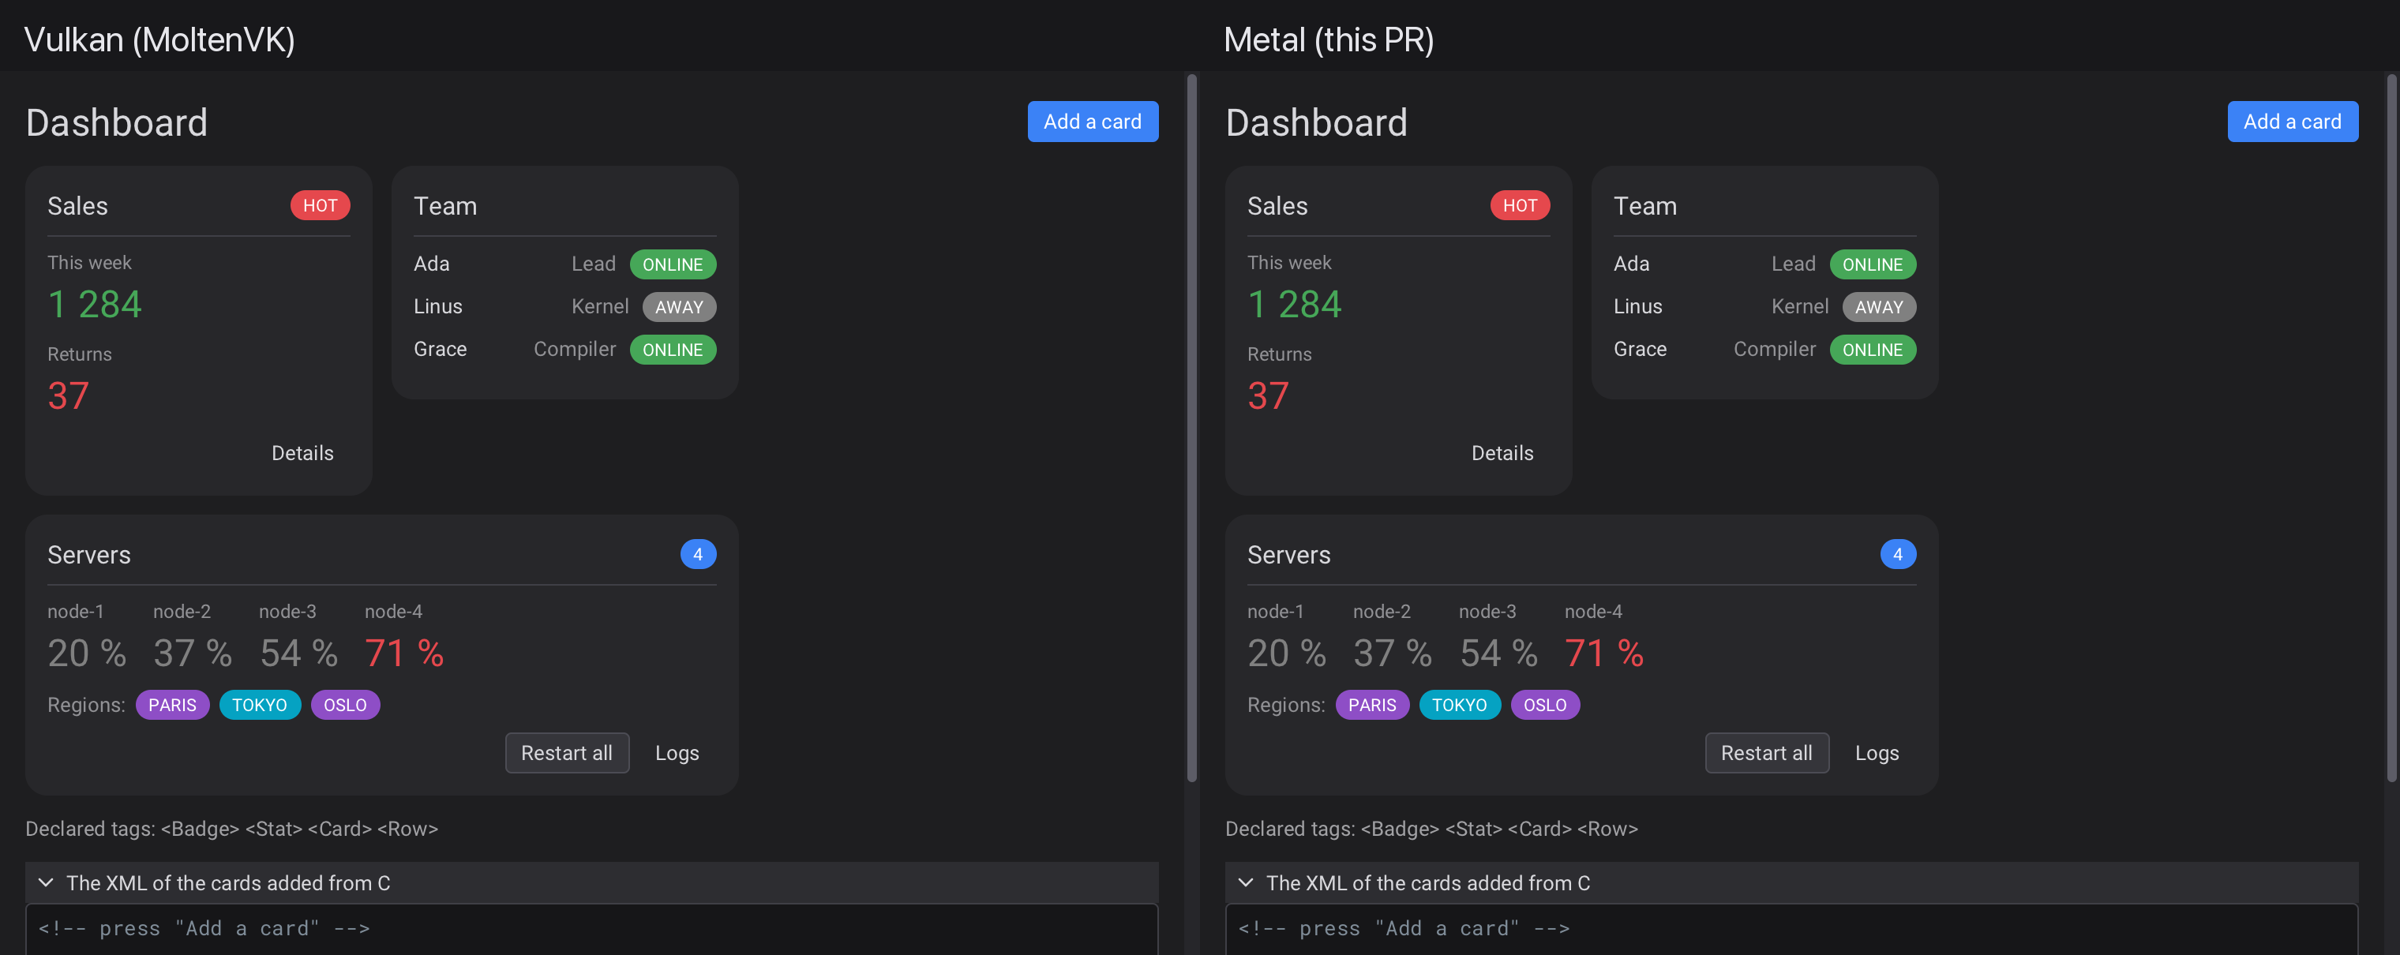 Vulkan (MoltenVK)
Dashboard
Add a card
Sales
HOT
This week
1 284
Returns
37
Details
Team
Ada Lead ONLINE
Linus Kernel AWAY
Grace Compiler ONLINE
Servers
4
node-1 node-2 node-3 node-4
20 % 37 % 54 % 71 %
Regions: PARIS TOKYO OSLO
Restart all Logs
Declared tags: <Badge> <Stat> <Card> <Row>
The XML of the cards added from C
<!-- press "Add a card" -->
Metal (this PR)
Dashboard
Add a card
Sales
HOT
This week
1 284
Returns
37
Details
Team
Ada Lead ONLINE
Linus Kernel AWAY
Grace Compiler ONLINE
Servers
4
node-1 node-2 node-3 node-4
20 % 37 % 54 % 71 %
Regions: PARIS TOKYO OSLO
Restart all Logs
Declared tags: <Badge> <Stat> <Card> <Row>
The XML of the cards added from C
<!-- press "Add a card" -->